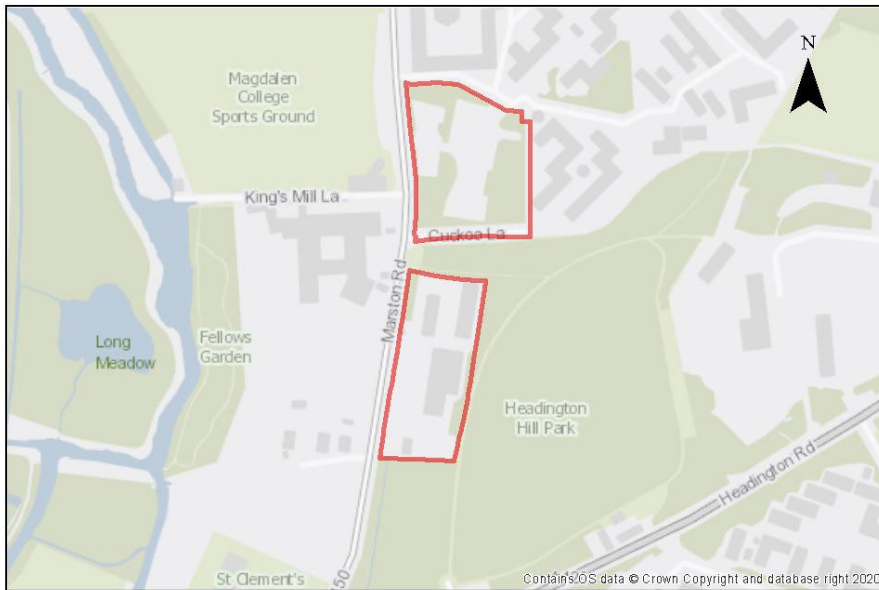 N
Magdalen
College
Sports Ground
King's Mill La
Cuckoo La
Marston Rd
Long
Meadow
Fellows
Garden
Headington
Hill Park
Headington Rd
St Clement's
Contains OS data © Crown Copyright and database right 2020